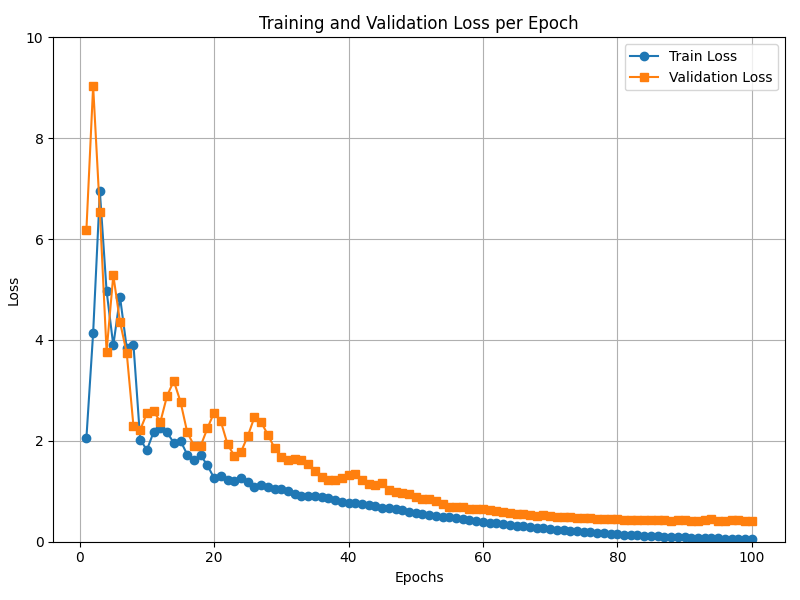 Training and Validation Loss per Epoch
Train Loss
Validation Loss
10
8
6
4
2
0
Loss
0 20 40 60 80 100
Epochs